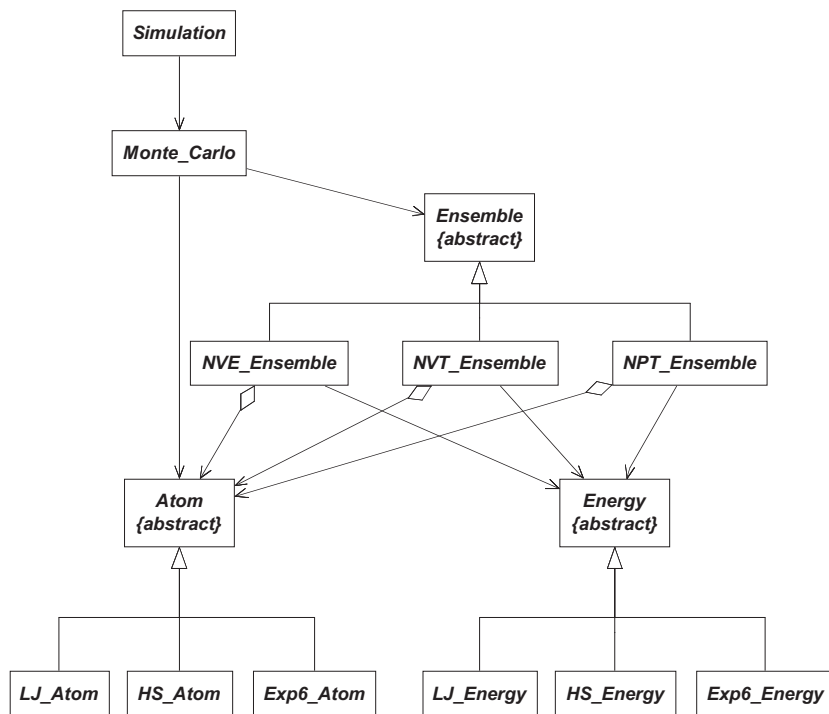 Simulation
Monte_Carlo
Ensemble
{abstract}
NVE_Ensemble
NVT_Ensemble
NPT_Ensemble
Atom
{abstract}
Energy
{abstract}
LJ_Atom
HS_Atom
Exp6_Atom
LJ_Energy
HS_Energy
Exp6_Energy